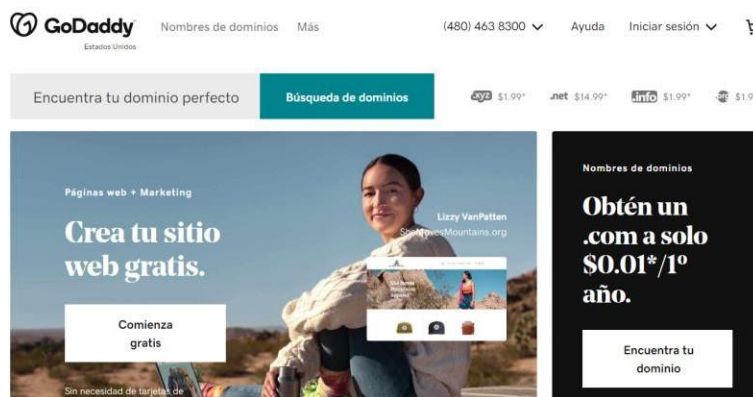 GoDaddy
Estados Unidos
Nombres de dominios Más
(480) 463 8300
Ayuda
Iniciar sesión
Encuentra tu dominio perfecto
Búsqueda de dominios
.xyz $1.99*
.net $14.99*
.info $1.99*
$1.9
Páginas web + Marketing
Crea tu sitio
web gratis.
Comienza
gratis
Sin necesidad de tarjetas de
Lizzy VanPatten
SheMovesMountains.org
Nombres de dominios
Obtén un
.com a solo
$0.01*/1º
año.
Encuentra tu
dominio